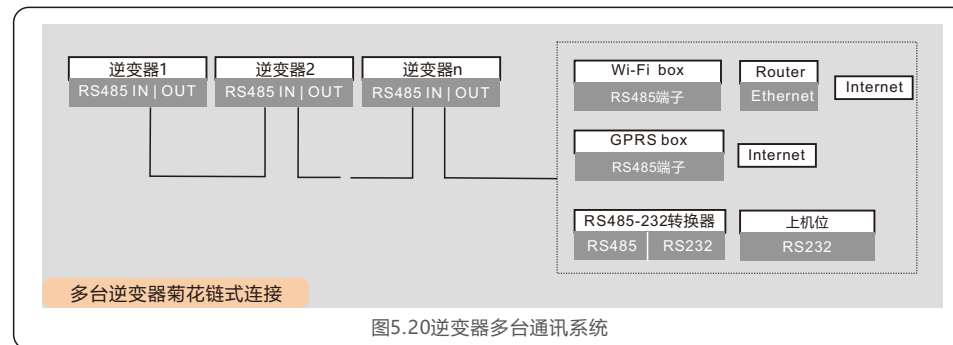 逆变器1
RS485 IN | OUT
逆变器2
RS485 IN | OUT
逆变器n
RS485 IN | OUT
Wi-Fi box
RS485端子
Router
Ethernet
Internet
GPRS box
RS485端子
Internet
RS485-232转换器
RS485
RS232
上机位
RS232
多台逆变器菊花链式连接
图5.20逆变器多台通讯系统